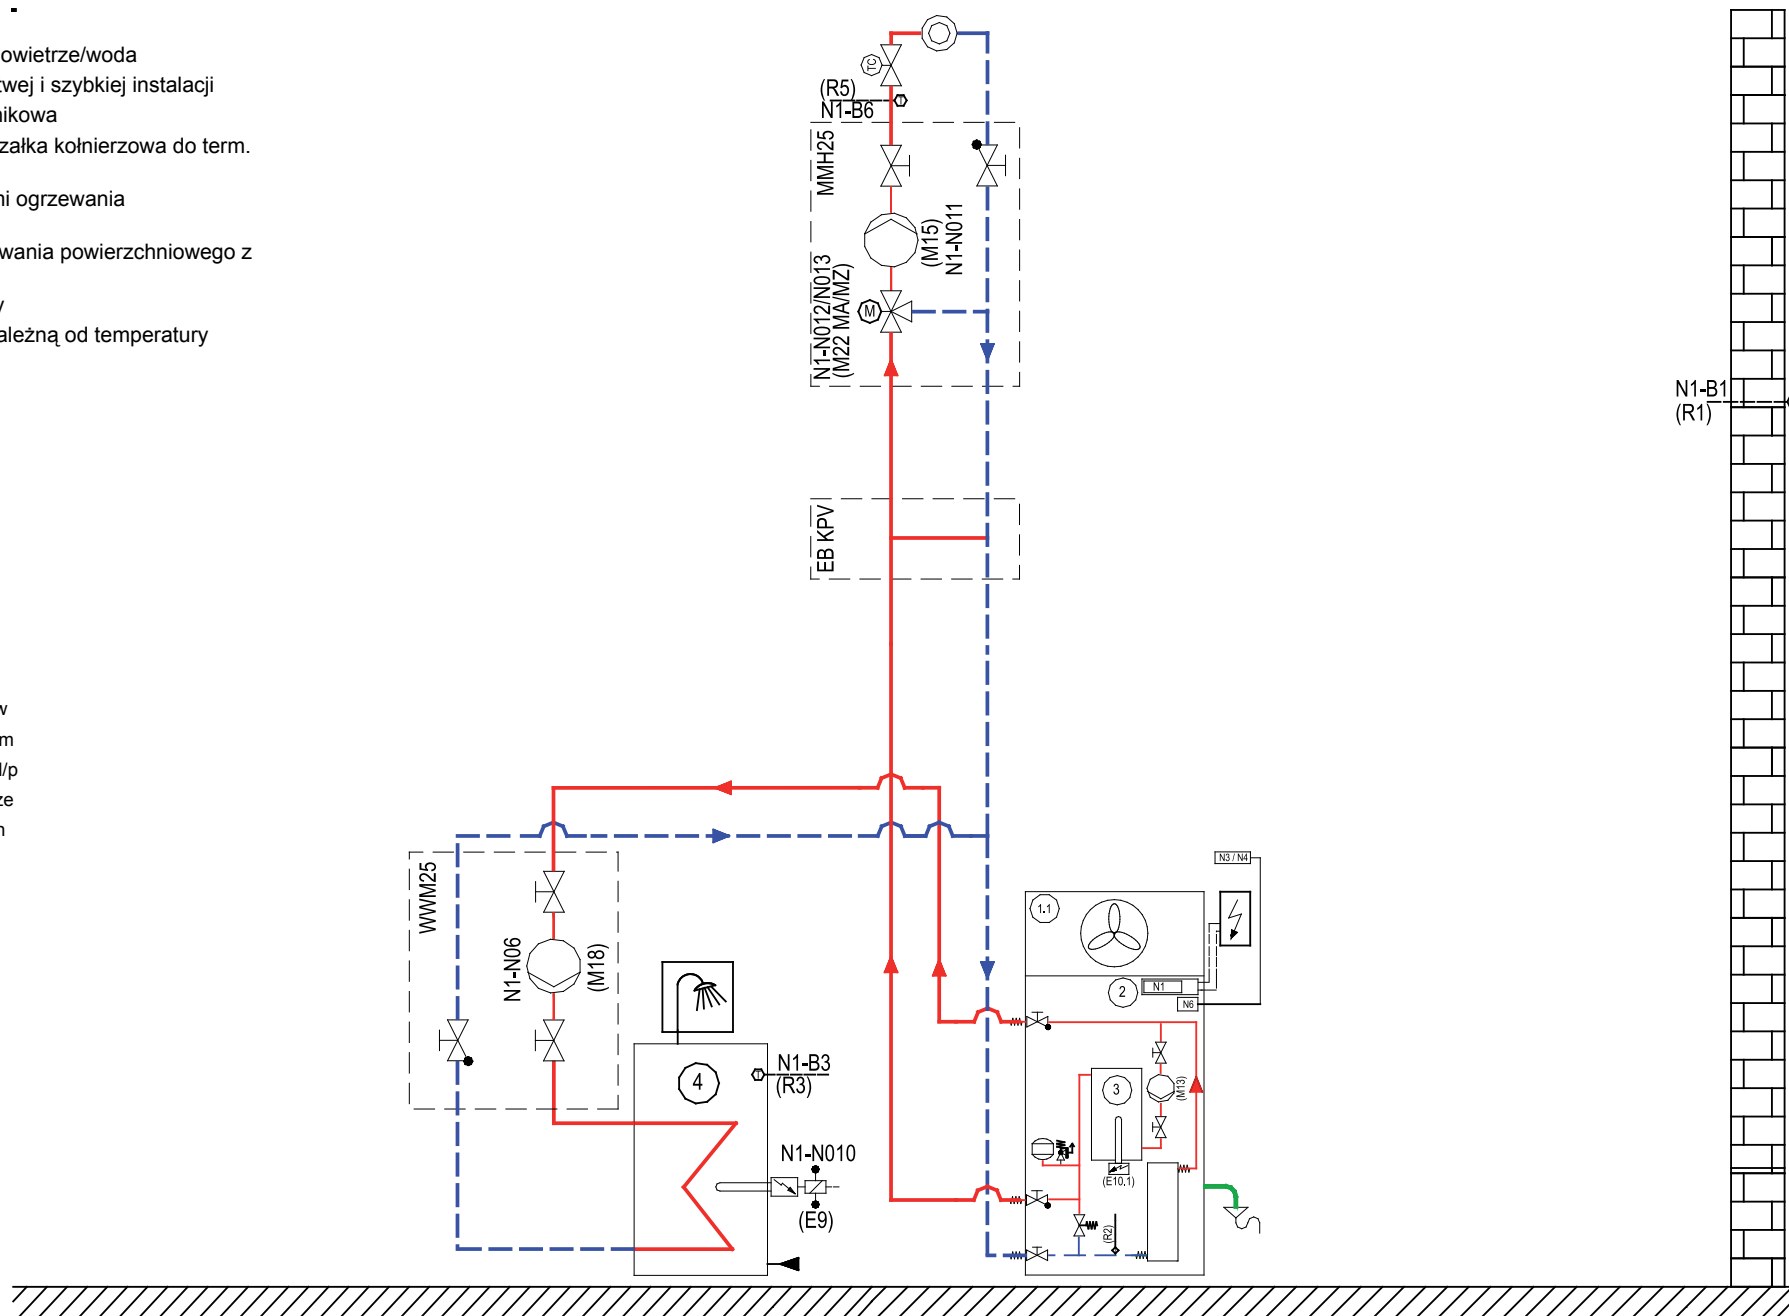 -
owietrze/woda
twej i szybkiej instalacji
nikowa
załka kołnierzowa do term.
ni ogrzewania
wania powierzchniowego z
y
ależną od temperatury
w
m
l/p
ze
h
TC
(R5)
N1-B6
MMH25
(M15)
N1-N011
N1-N012/N013
(M22 MA/MZ)
M
N1-B1
(R1)
EB KPV
WWM25
N1-N06
(M18)
4
N1-B3
(R3)
T
N1-N010
(E9)
N3 / N4
1.1
2
N1
N6
3
(M13)
(E10.1)
(R2)